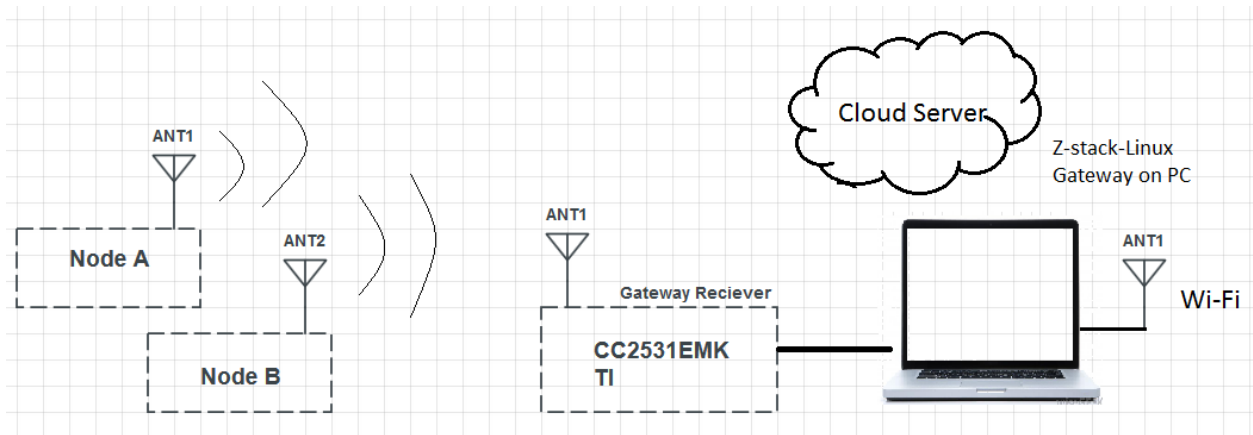 Cloud Server
Z-stack-Linux
Gateway on PC
ANT1
Node A
ANT2
Node B
ANT1
Gateway Reciever
CC2531EMK
TI
ANT1
Wi-Fi